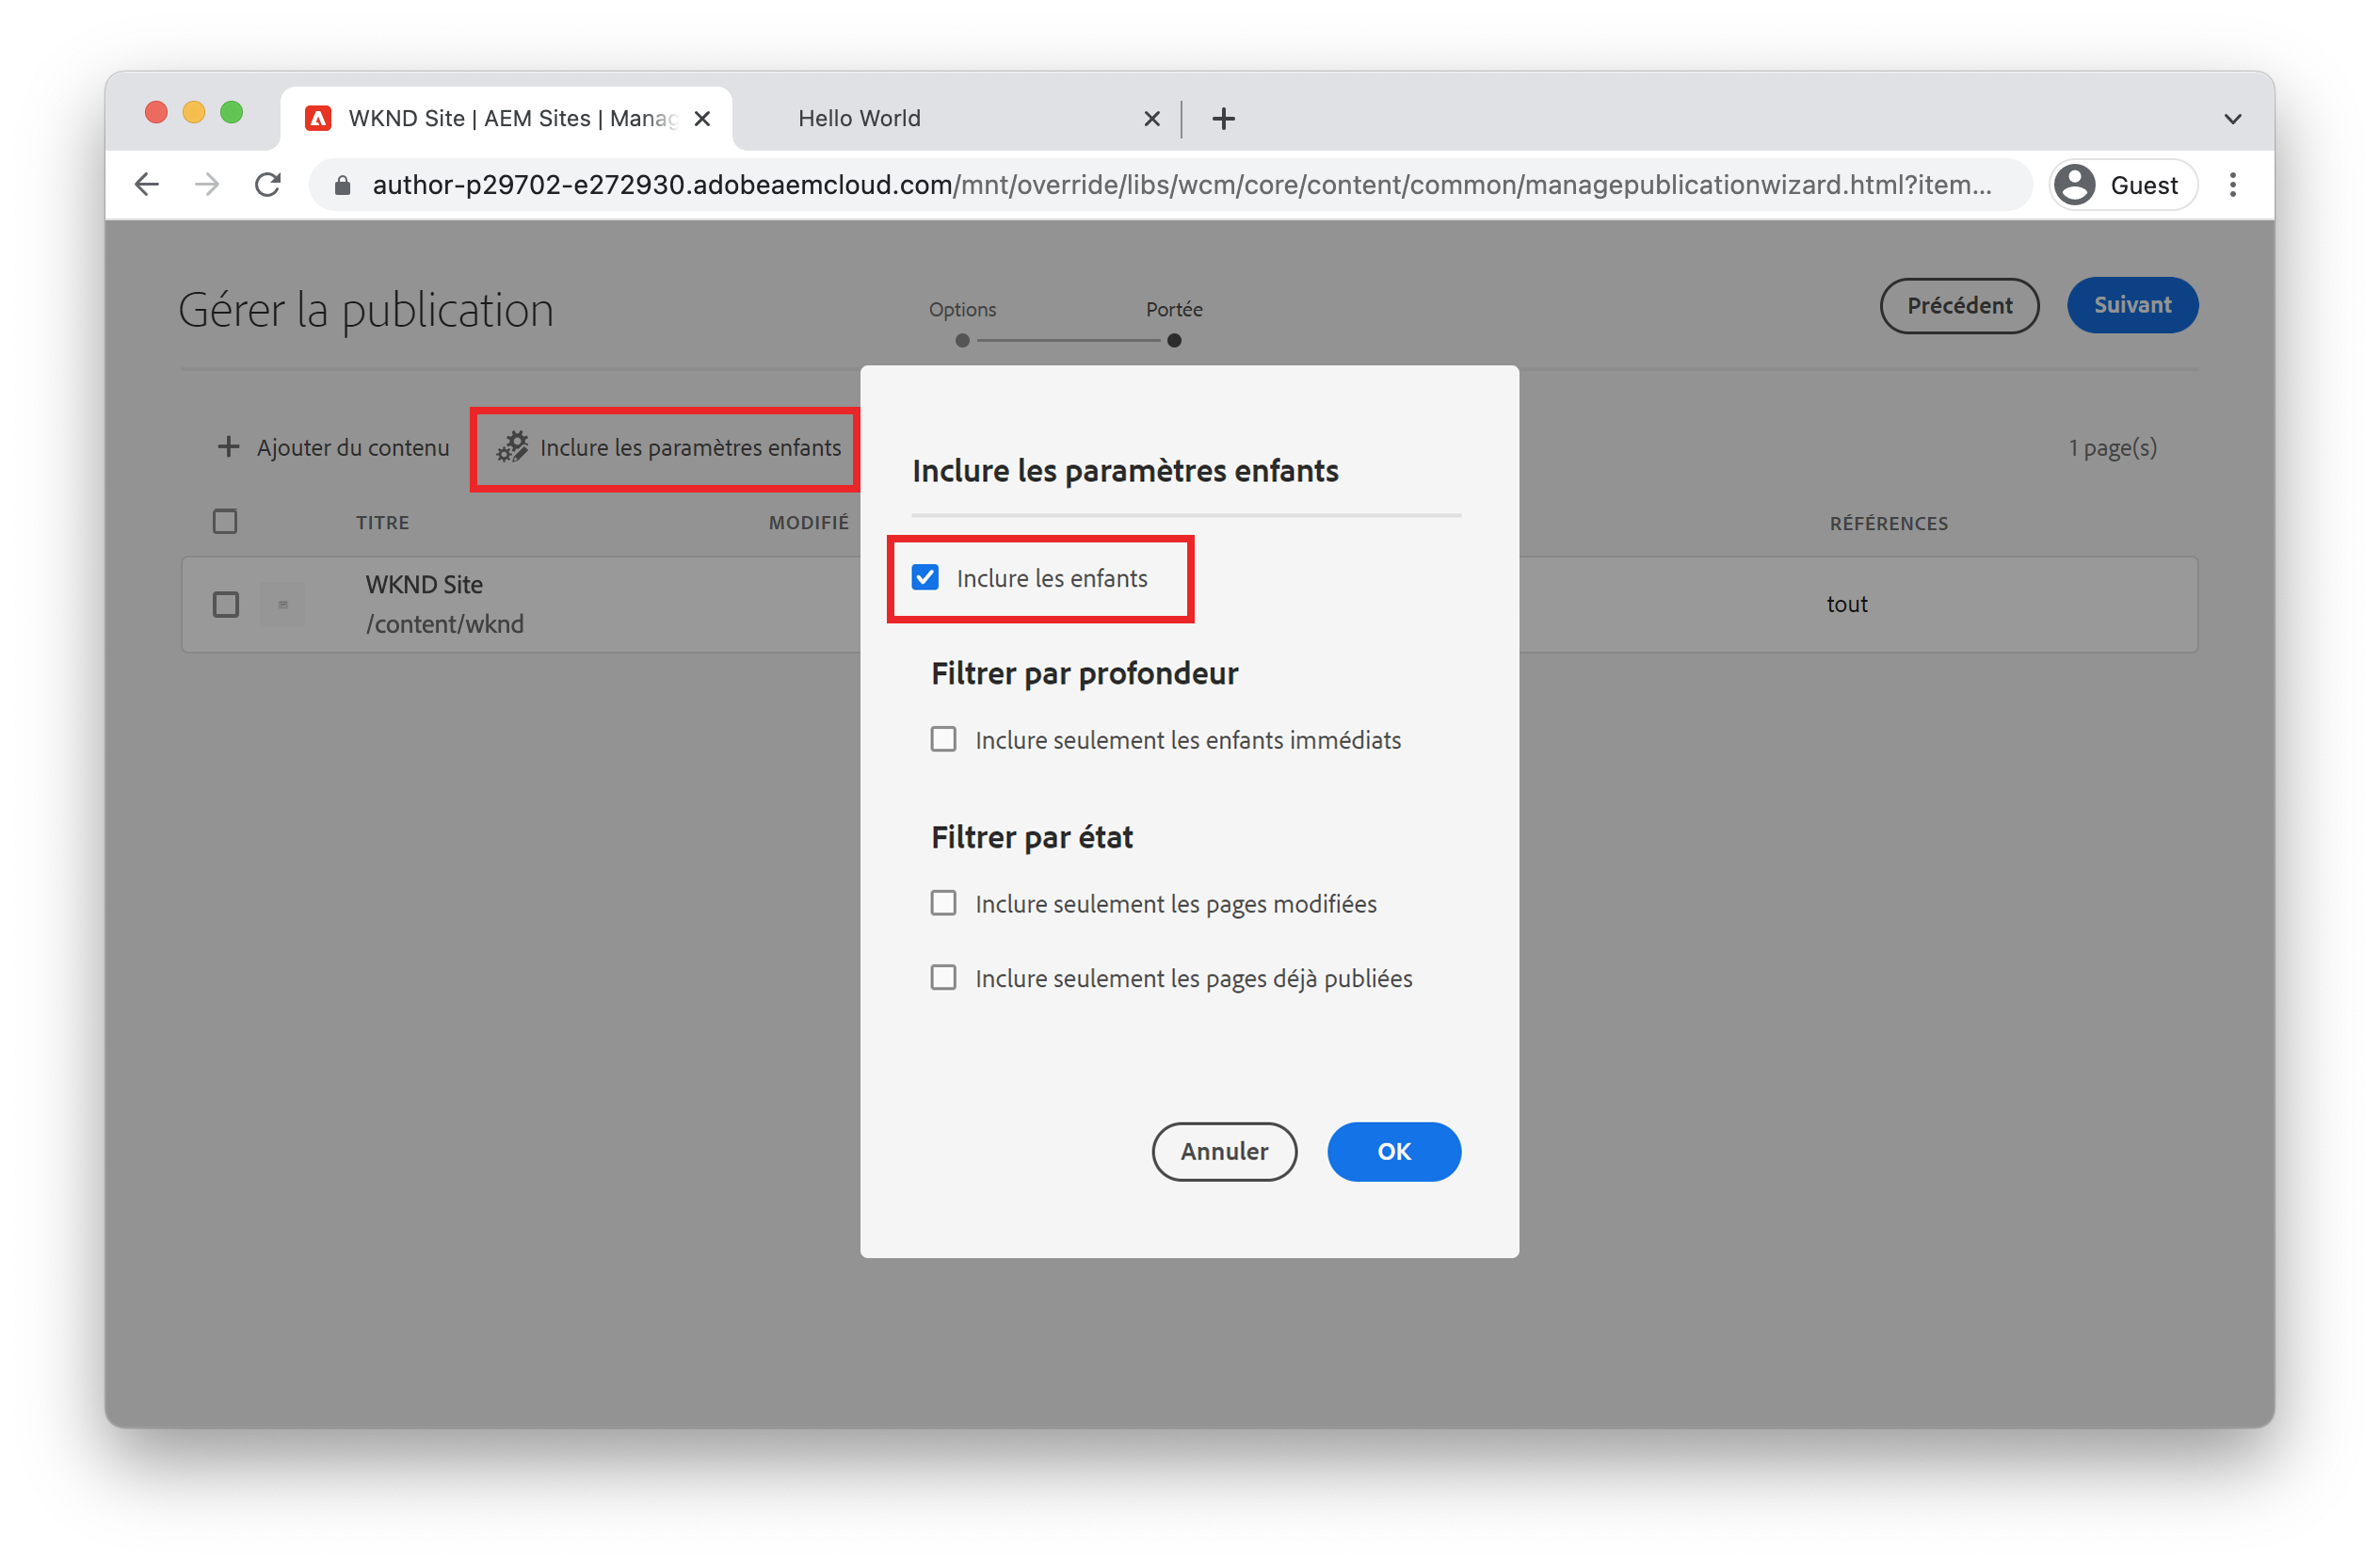 WKND Site | AEM Sites | Manag
Hello World
author-p29702-e272930.adobeaemcloud.com/mnt/override/libs/wcm/core/content/common/managepublicationwizard.html?item...
Guest
Gérer la publication
Options
Portée
Précédent
Suivant
Ajouter du contenu
Inclure les paramètres enfants
1 page(s)
TITRE
MODIFIÉ
RÉFÉRENCES
WKND Site
/content/wknd
tout
Inclure les paramètres enfants
Inclure les enfants
Filtrer par profondeur
Inclure seulement les enfants immédiats
Filtrer par état
Inclure seulement les pages modifiées
Inclure seulement les pages déjà publiées
Annuler
OK